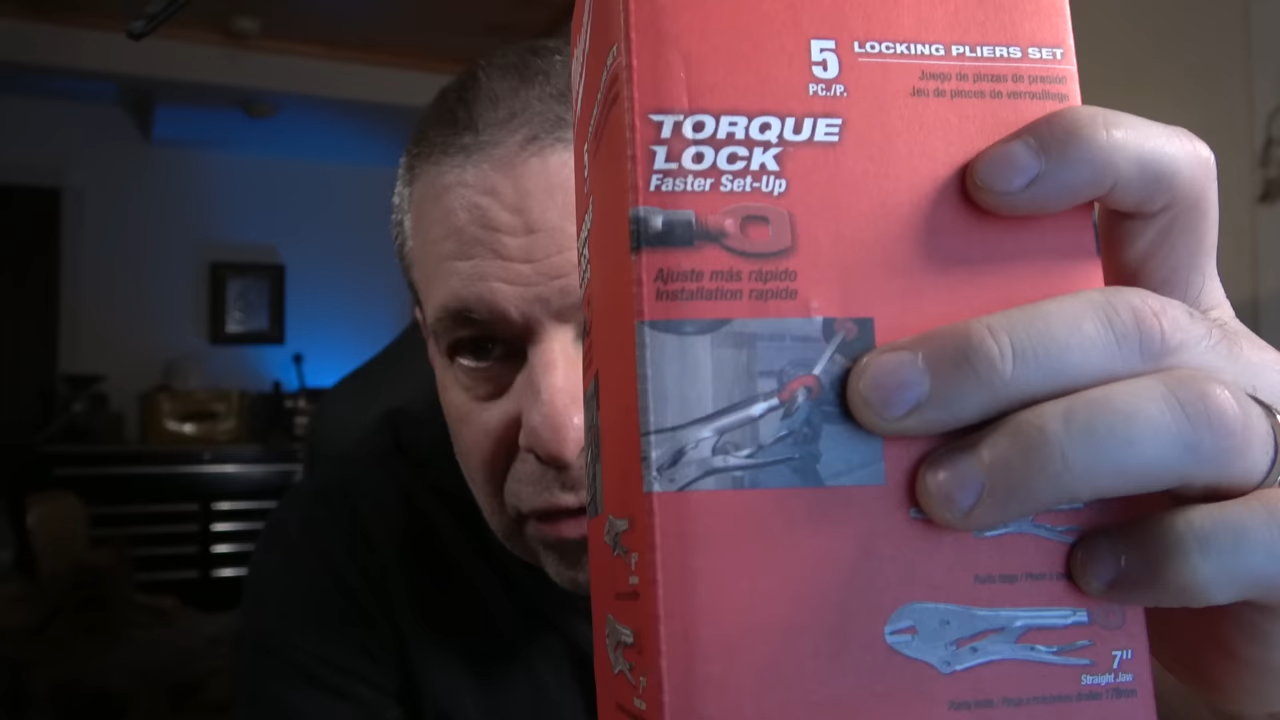 5
PC./P.
LOCKING PLIERS SET
Juego de pinzas de presión
Jeu de pinces de verrouillage
TORQUE
LOCK
Faster Set-Up
Ajuste más rápido
Installation rapide
7"
Straight Jaw